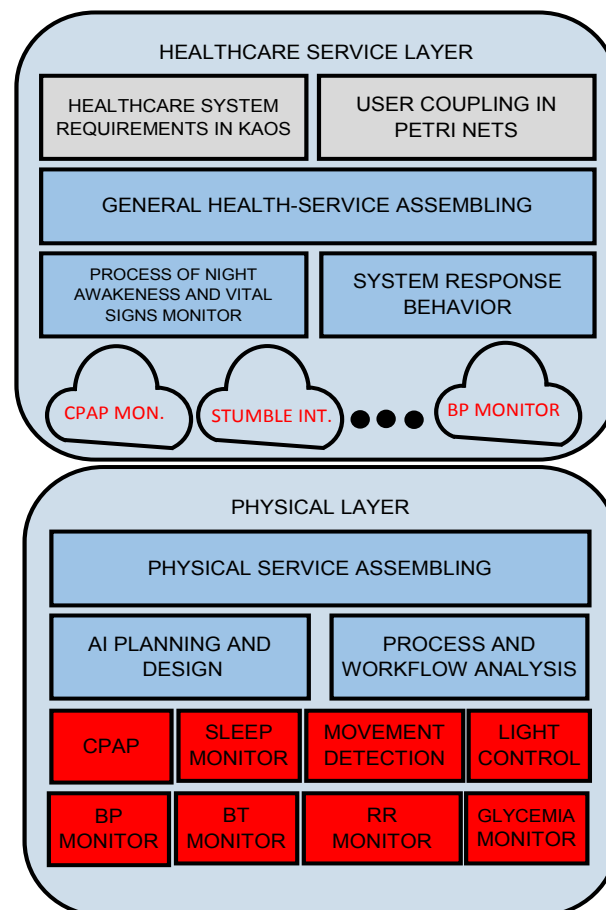 HEALTHCARE SERVICE LAYER
HEALTHCARE SYSTEM
REQUIREMENTS IN KAOS
USER COUPLING IN
PETRI NETS
GENERAL HEALTH-SERVICE ASSEMBLING
PROCESS OF NIGHT
AWAKENESS AND VITAL
SIGNS MONITOR
SYSTEM RESPONSE
BEHAVIOR
CPAP MON.
STUMBLE INT.
BP MONITOR
PHYSICAL LAYER
PHYSICAL SERVICE ASSEMBLING
AI PLANNING AND
DESIGN
PROCESS AND
WORKFLOW ANALYSIS
CPAP
SLEEP
MONITOR
MOVEMENT
DETECTION
LIGHT
CONTROL
BP
MONITOR
BT
MONITOR
RR
MONITOR
GLYCEMIA
MONITOR